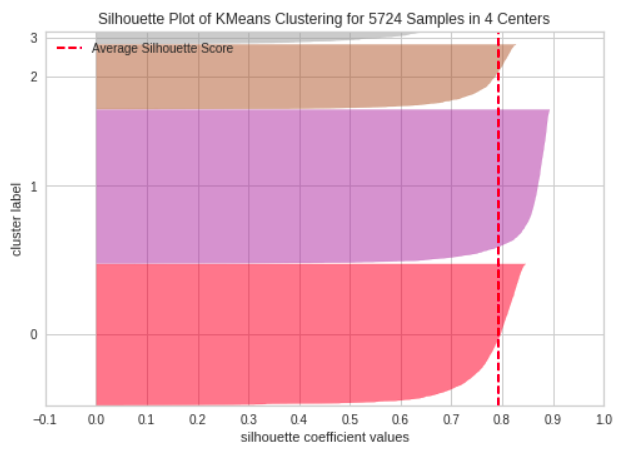 Silhouette Plot of KMeans Clustering for 5724 Samples in 4 Centers
Average Silhouette Score
3
2
1
0
cluster label
-0.1 0.0 0.1 0.2 0.3 0.4 0.5 0.6 0.7 0.8 0.9 1.0
silhouette coefficient values